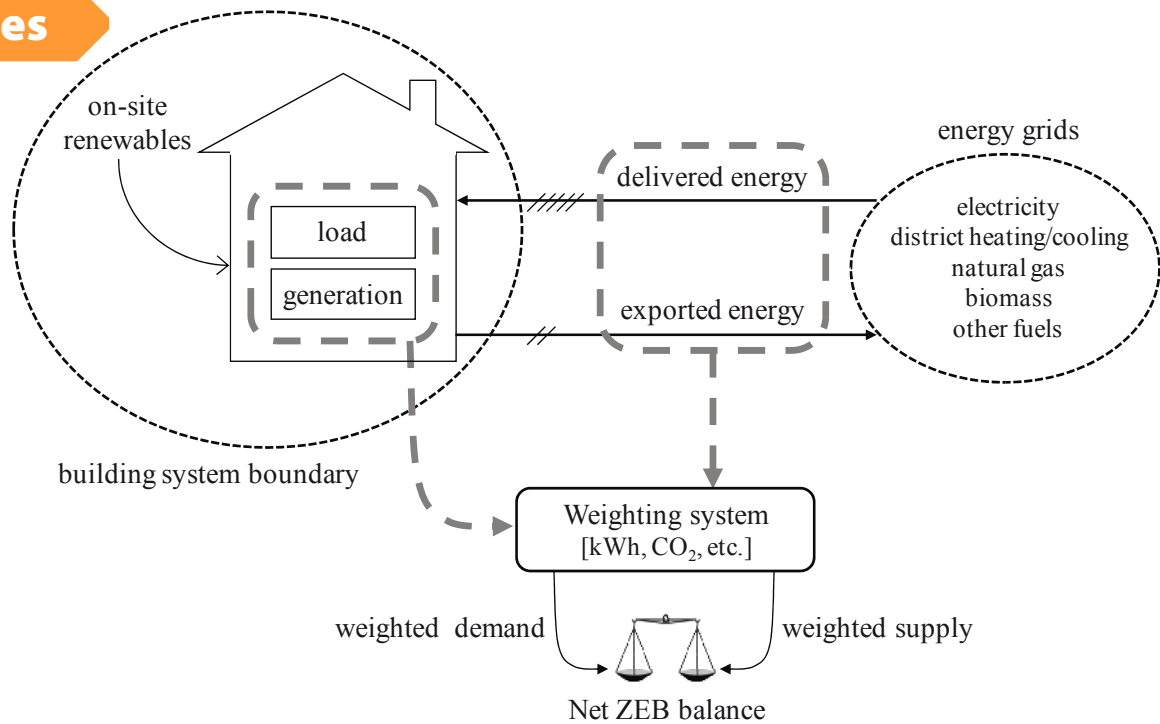 es
on-site
renewables
load
generation
building system boundary
delivered energy
exported energy
energy grids
electricity
district heating/cooling
natural gas
biomass
other fuels
Weighting system
[kWh, CO₂, etc.]
weighted demand
weighted supply
Net ZEB balance